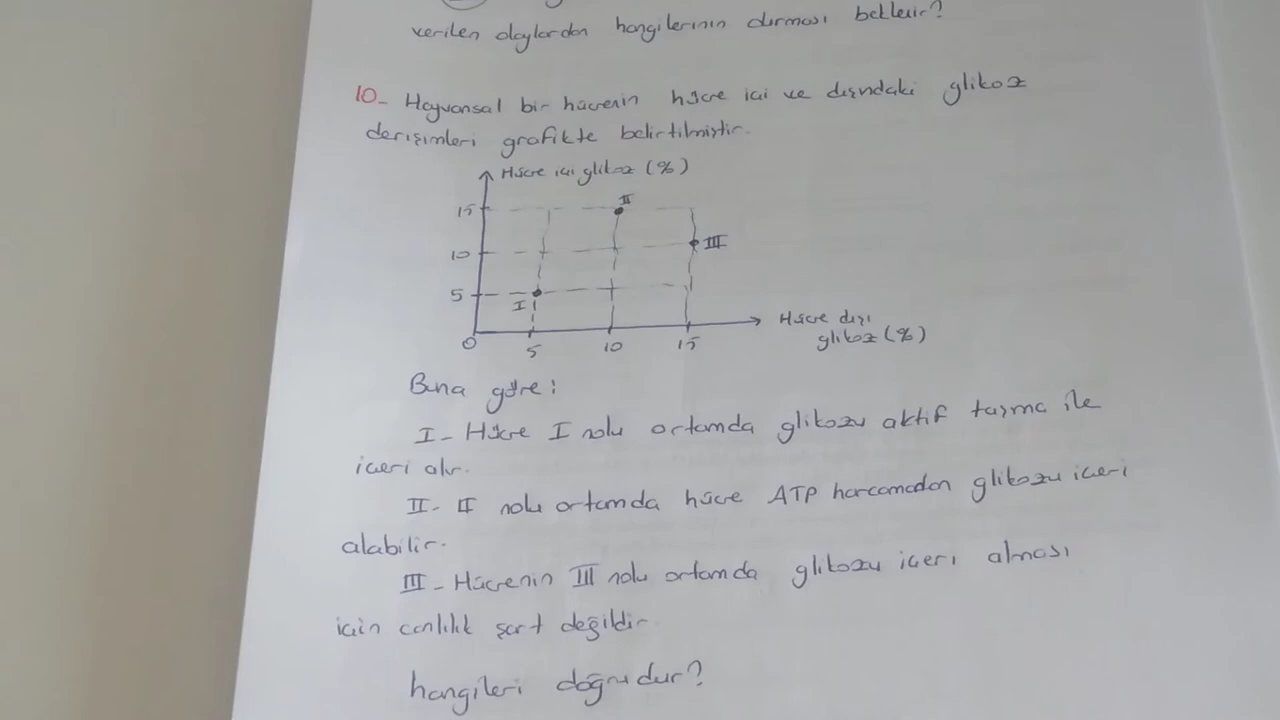 verilen olaylardan hangilerinin durması beklenir?
10- Hayvansal bir hücrenin hücre içi ve dışındaki glikoz
derişimleri grafikte belirtilmiştir.
Hücre içi glikoz (%)
15
10
5
0
5
10
15
I
II
III
Hücre dışı
glikoz (%)
Buna göre;
I- Hücre I nolu ortamda glikozu aktif taşıma ile
içeri alır.
II- II nolu ortamda hücre ATP harcamadan glikozu içeri
alabilir.
III- Hücrenin III nolu ortamda glikozu içeri alması
için canlılık şart değildir.
hangileri doğrudur?